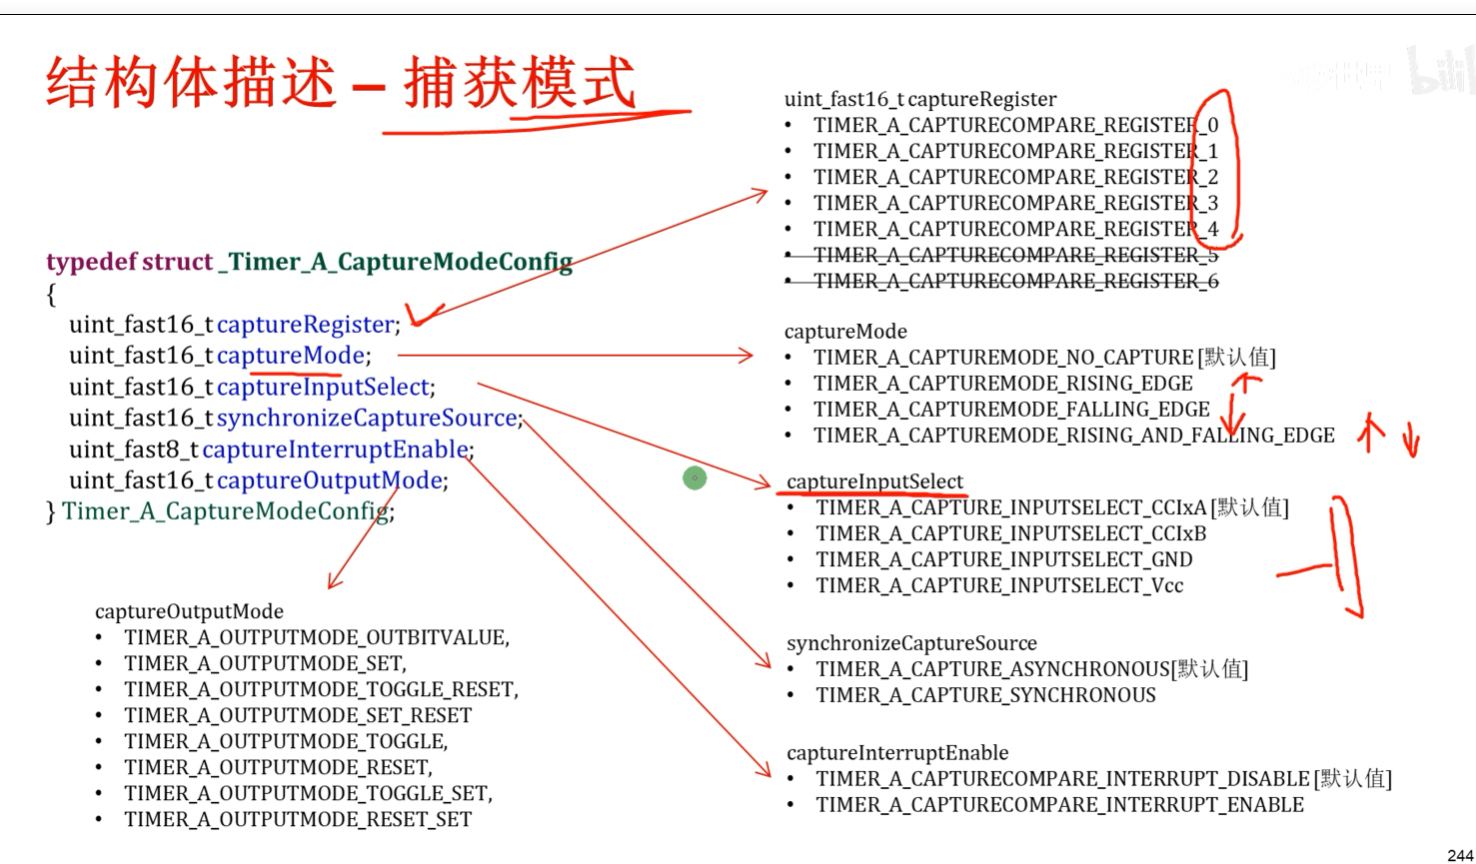 结构体描述 – 捕获模式
typedef struct _Timer_A_CaptureModeConfig
{
uint_fast16_t captureRegister;
uint_fast16_t captureMode;
uint_fast16_t captureInputSelect;
uint_fast16_t synchronizeCaptureSource;
uint_fast8_t captureInterruptEnable;
uint_fast16_t captureOutputMode;
} Timer_A_CaptureModeConfig;
captureOutputMode
• TIMER_A_OUTPUTMODE_OUTBITVALUE,
• TIMER_A_OUTPUTMODE_SET,
• TIMER_A_OUTPUTMODE_TOGGLE_RESET,
• TIMER_A_OUTPUTMODE_SET_RESET
• TIMER_A_OUTPUTMODE_TOGGLE,
• TIMER_A_OUTPUTMODE_RESET,
• TIMER_A_OUTPUTMODE_TOGGLE_SET,
• TIMER_A_OUTPUTMODE_RESET_SET
uint_fast16_t captureRegister
• TIMER_A_CAPTURECOMPARE_REGISTER_0
• TIMER_A_CAPTURECOMPARE_REGISTER_1
• TIMER_A_CAPTURECOMPARE_REGISTER_2
• TIMER_A_CAPTURECOMPARE_REGISTER_3
• TIMER_A_CAPTURECOMPARE_REGISTER_4
• TIMER_A_CAPTURECOMPARE_REGISTER_5
• TIMER_A_CAPTURECOMPARE_REGISTER_6
captureMode
• TIMER_A_CAPTUREMODE_NO_CAPTURE [默认值]
• TIMER_A_CAPTUREMODE_RISING_EDGE
• TIMER_A_CAPTUREMODE_FALLING_EDGE
• TIMER_A_CAPTUREMODE_RISING_AND_FALLING_EDGE
captureInputSelect
• TIMER_A_CAPTURE_INPUTSELECT_CCIxA [默认值]
• TIMER_A_CAPTURE_INPUTSELECT_CCIxB
• TIMER_A_CAPTURE_INPUTSELECT_GND
• TIMER_A_CAPTURE_INPUTSELECT_Vcc
synchronizeCaptureSource
• TIMER_A_CAPTURE_ASYNCHRONOUS[默认值]
• TIMER_A_CAPTURE_SYNCHRONOUS
captureInterruptEnable
• TIMER_A_CAPTURECOMPARE_INTERRUPT_DISABLE [默认值]
• TIMER_A_CAPTURECOMPARE_INTERRUPT_ENABLE
244